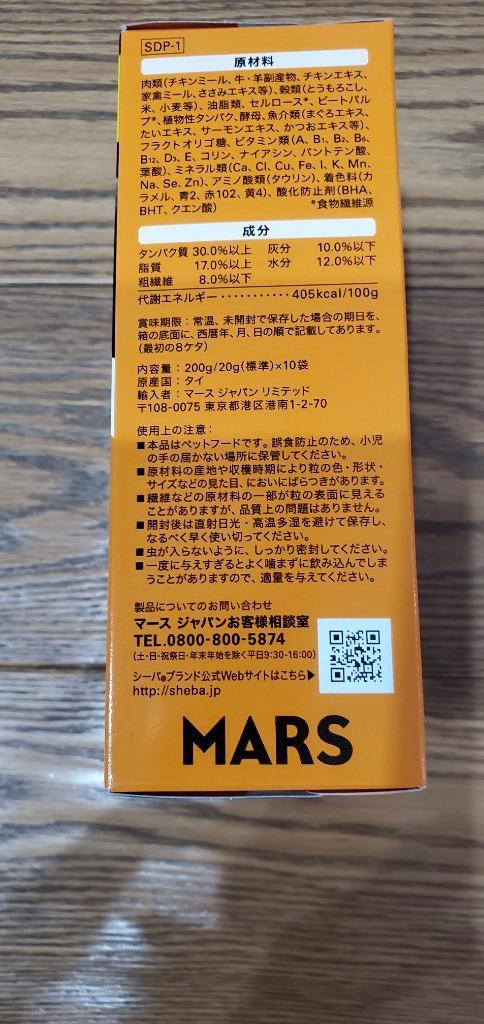 SDP-1
原材料
肉類(チキンミール、牛・羊副産物、チキンエキス、
家禽ミール、ささみエキス等)、穀類(とうもろこし、
米、小麦等)、油脂類、セルロース*、ビートパル
プ*、植物性タンパク、酵母、魚介類(まぐろエキス、
たいエキス、サーモンエキス、かつおエキス等)、
フラクトオリゴ糖、ビタミン類(A、B1、B2、B6、
B12、D3、E、コリン、ナイアシン、パントテン酸、
葉酸)、ミネラル類(Ca、Cl、Cu、Fe、I、K、Mn、
Na、Se、Zn)、アミノ酸類(タウリン)、着色料(カ
ラメル、青2、赤102、黄4)、酸化防止剤(BHA、
BHT、クエン酸) *食物繊維源
成分
タンパク質 30.0%以上 灰分 10.0%以下
脂質 17.0%以上 水分 12.0%以下
粗繊維 8.0%以下
代謝エネルギー・・・・・・・・・・・405kcal/100g
賞味期限:常温、未開封で保存した場合の期日を、
箱の底面に、西暦年、月、日の順で記載してあります。
(最初の8ケタ)
内容量:200g/20g(標準)×10袋
原産国:タイ
輸入者:マース ジャパン リミテッド
〒108-0075 東京都港区港南1-2-70
使用上の注意:
■本品はペットフードです。誤食防止のため、小児
の手の届かない場所に保管してください。
■原材料の産地や収穫時期により粒の色・形状・
サイズなどの見た目、においにばらつきがあります。
■繊維などの原材料の一部が粒の表面に見える
ことがありますが、品質上の問題はありません。
■開封後は直射日光・高温多湿を避けて保存し、
なるべく早く使い切ってください。
■虫が入らないように、しっかり密封してください。
■一度に与えすぎるとよく噛まずに飲み込んでしま
うことがありますので、適量を与えてください。
製品についてのお問い合わせ
マース ジャパンお客様相談室
TEL.0800-800-5874
(土・日・祝祭日・年末年始を除く平日9:30-16:00)
シーバ®ブランド公式Webサイトはこちら▶
http://sheba.jp
MARS